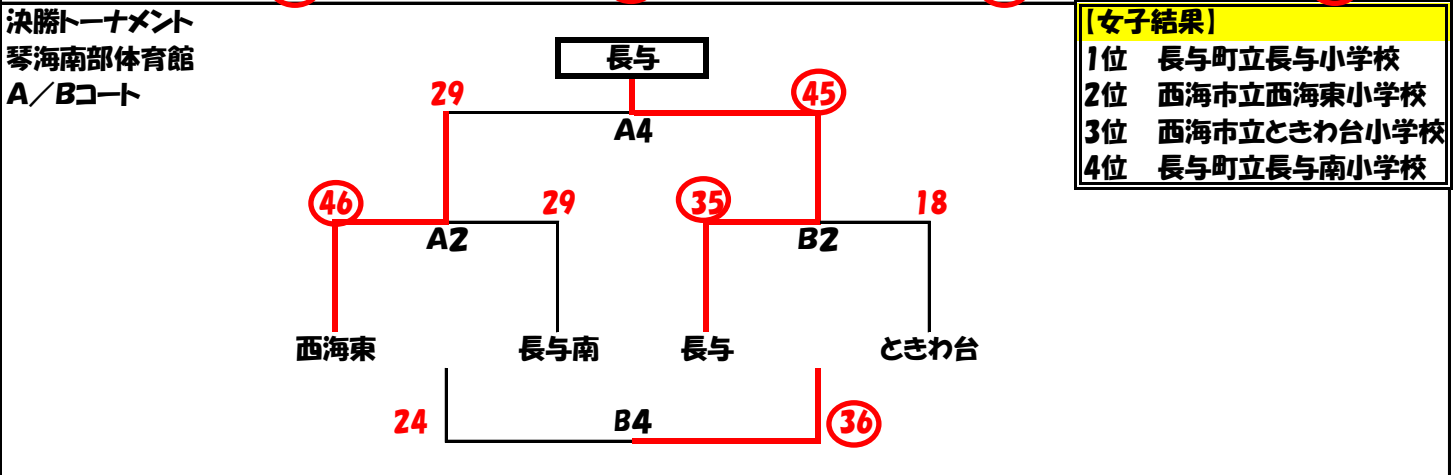 決勝トーナメント
琴海南部体育館
A/Bコート
長与
29
45
A4
46
29
35
18
A2
B2
西海東
長与南
長与
ときわ台
24
B4
36
【女子結果】
1位 長与町立長与小学校
2位 西海市立西海東小学校
3位 西海市立ときわ台小学校
4位 長与町立長与南小学校